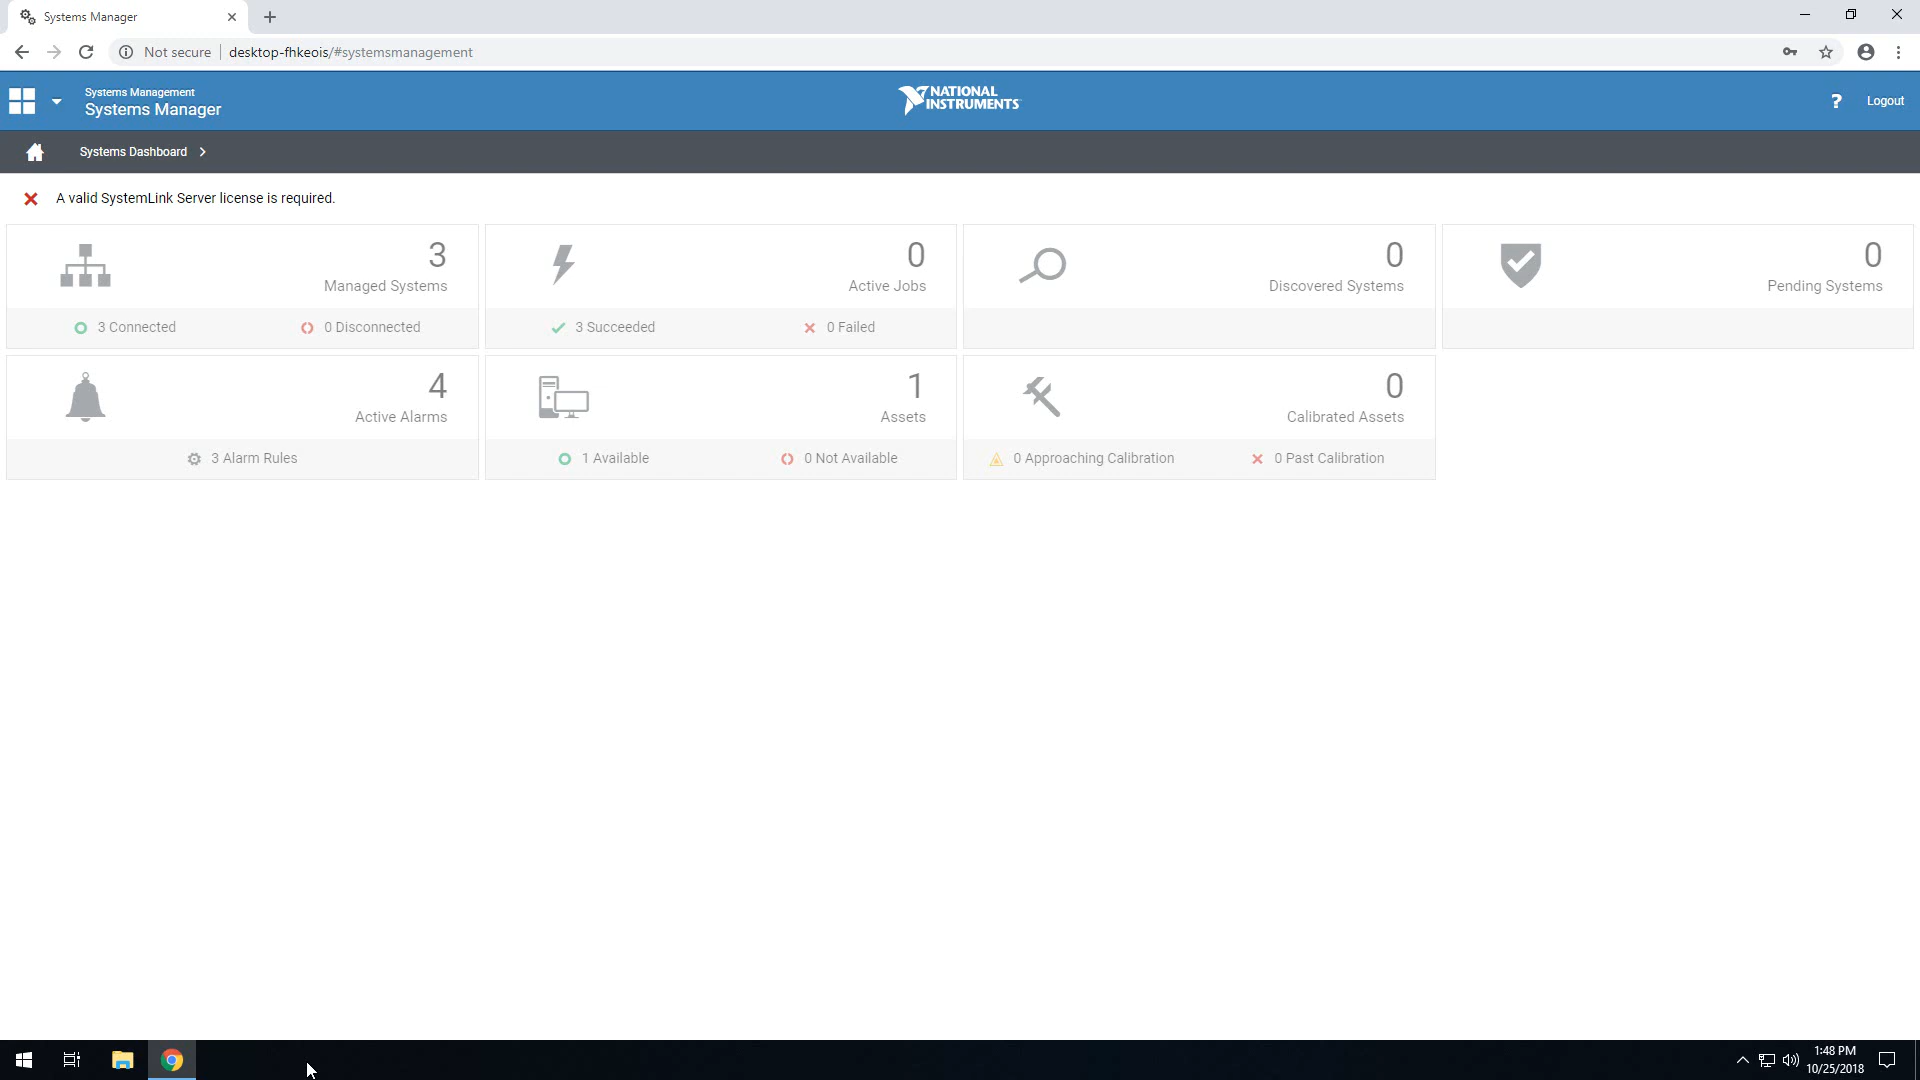 Systems Manager
Not secure
desktop-fhkeois/#systemsmanagement
Systems Management
Systems Manager
NATIONAL
INSTRUMENTS
?
Logout
Systems Dashboard
A valid SystemLink Server license is required.
3
Managed Systems
3 Connected
0 Disconnected
0
Active Jobs
3 Succeeded
0 Failed
0
Discovered Systems
0
Pending Systems
4
Active Alarms
3 Alarm Rules
1
Assets
1 Available
0 Not Available
0
Calibrated Assets
0 Approaching Calibration
0 Past Calibration
1:48 PM
10/25/2018